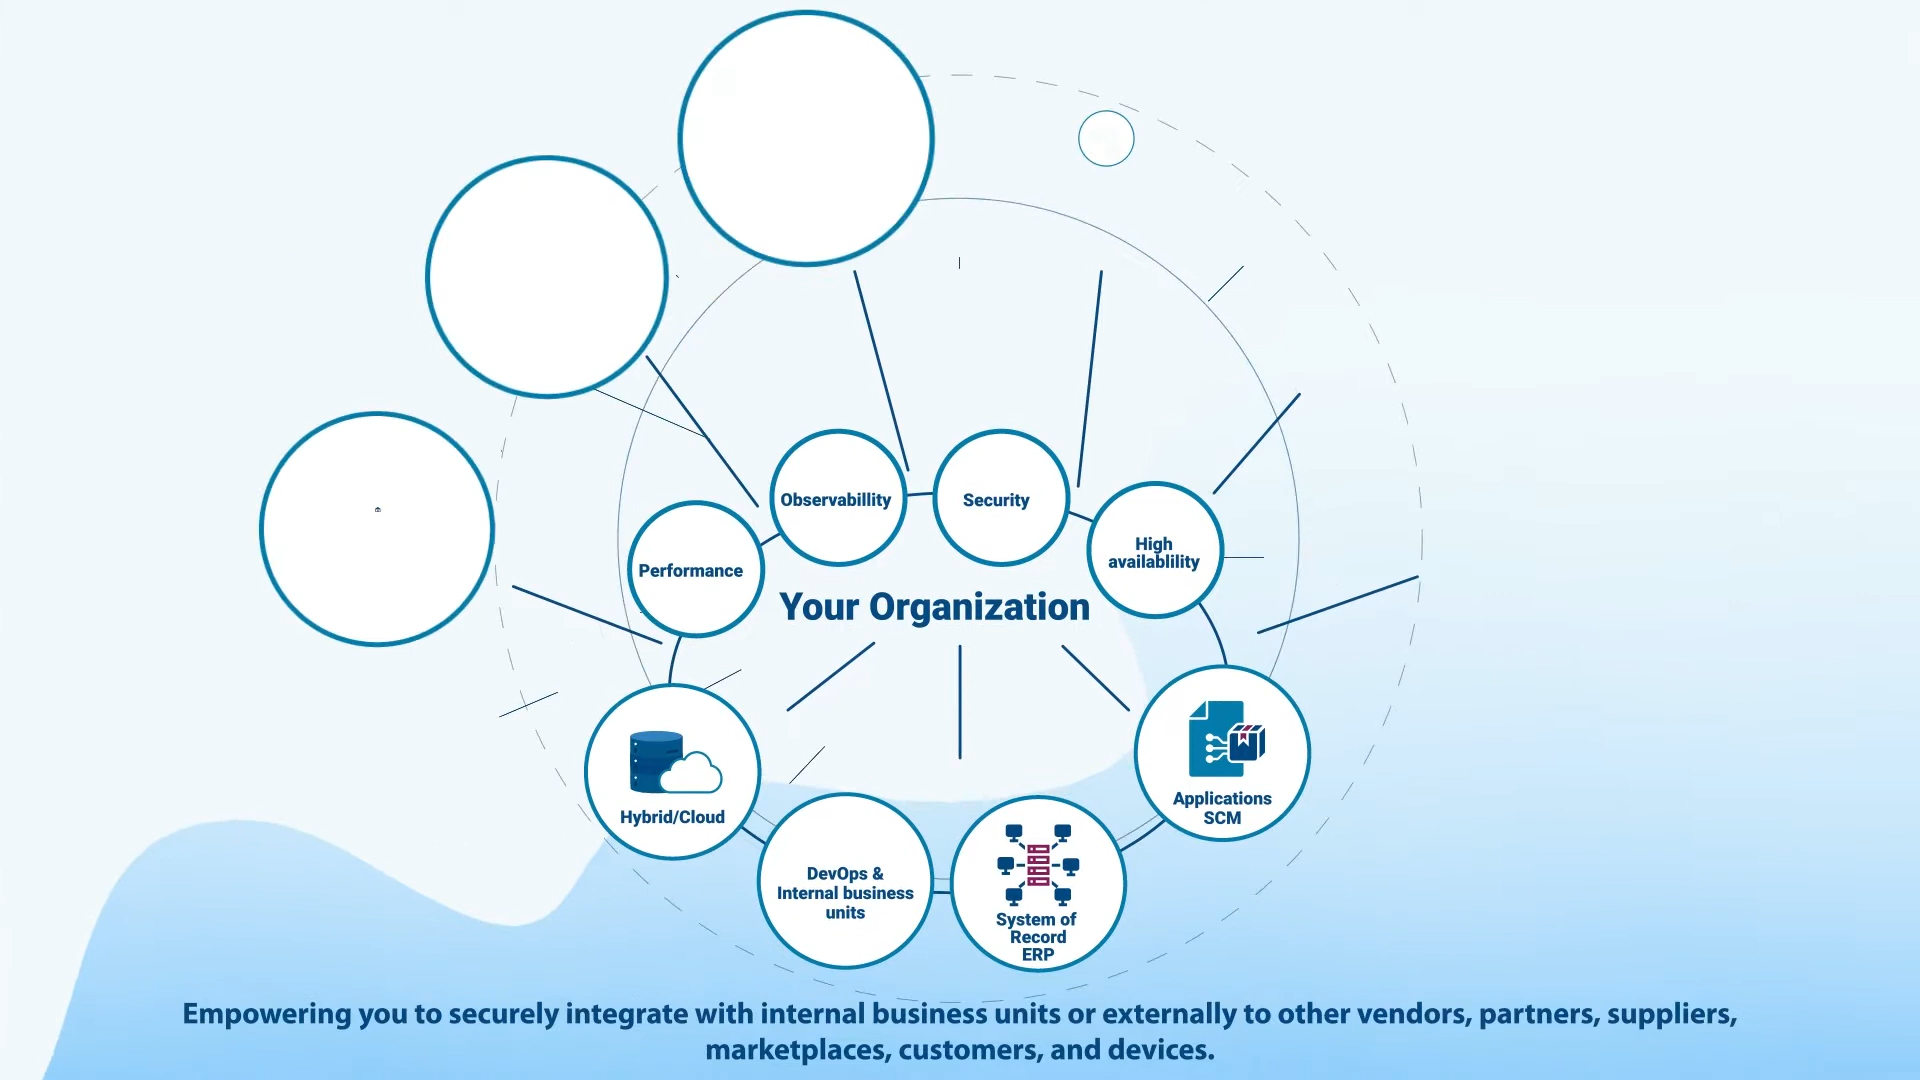 Observabillity
Security
High
availablility
Performance
Your Organization
Hybrid/Cloud
Applications
SCM
DevOps &
Internal business
units
System of
Record
ERP
Empowering you to securely integrate with internal business units or externally to other vendors, partners, suppliers,
marketplaces, customers, and devices.